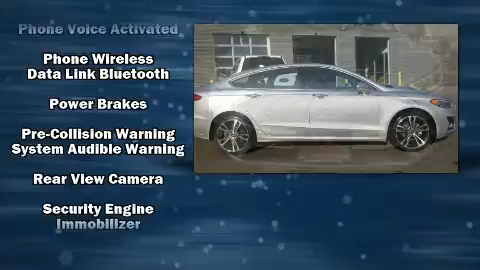 Phone Voice Activated
Phone Wireless
Data Link Bluetooth
Power Brakes
Pre-Collision Warning
System Audible Warning
Rear View Camera
Security Engine
Immobilizer